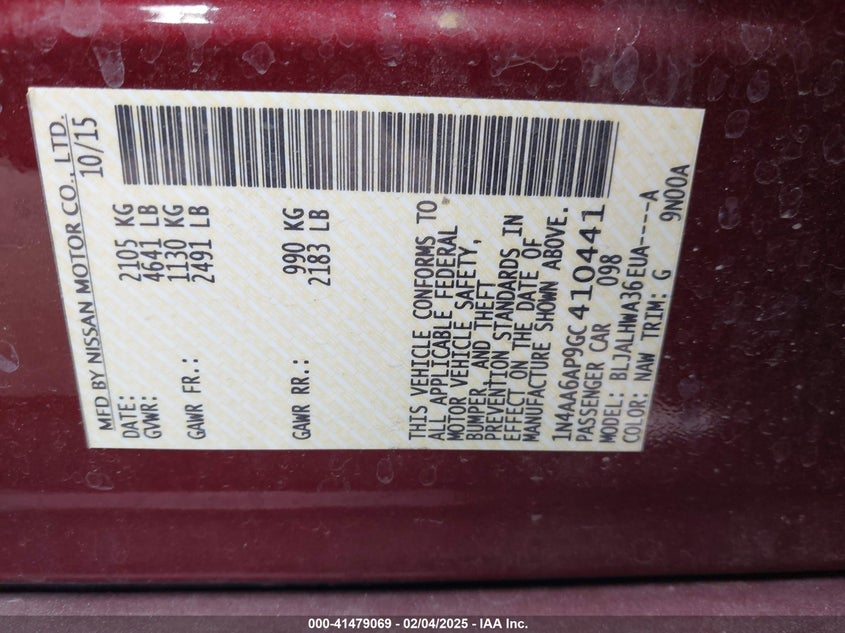 MFD BY NISSAN MOTOR CO., LTD.
DATE: 10/15
GVWR: 2105 KG
4641 LB
GAWR FR.: 1130 KG
2491 LB
GAWR RR.: 990 KG
2183 LB
THIS VEHICLE CONFORMS TO
ALL APPLICABLE FEDERAL
MOTOR VEHICLE SAFETY,
BUMPER, AND THEFT
PREVENTION STANDARDS IN
EFFECT ON THE DATE OF
MANUFACTURE SHOWN ABOVE.
1N4AA6AP9GC410441
PASSENGER CAR 098
MODEL: BLJALHWA36EUA----A
COLOR: NAW TRIM: G 9N00A
000-41479069 - 02/04/2025 - IAA Inc.